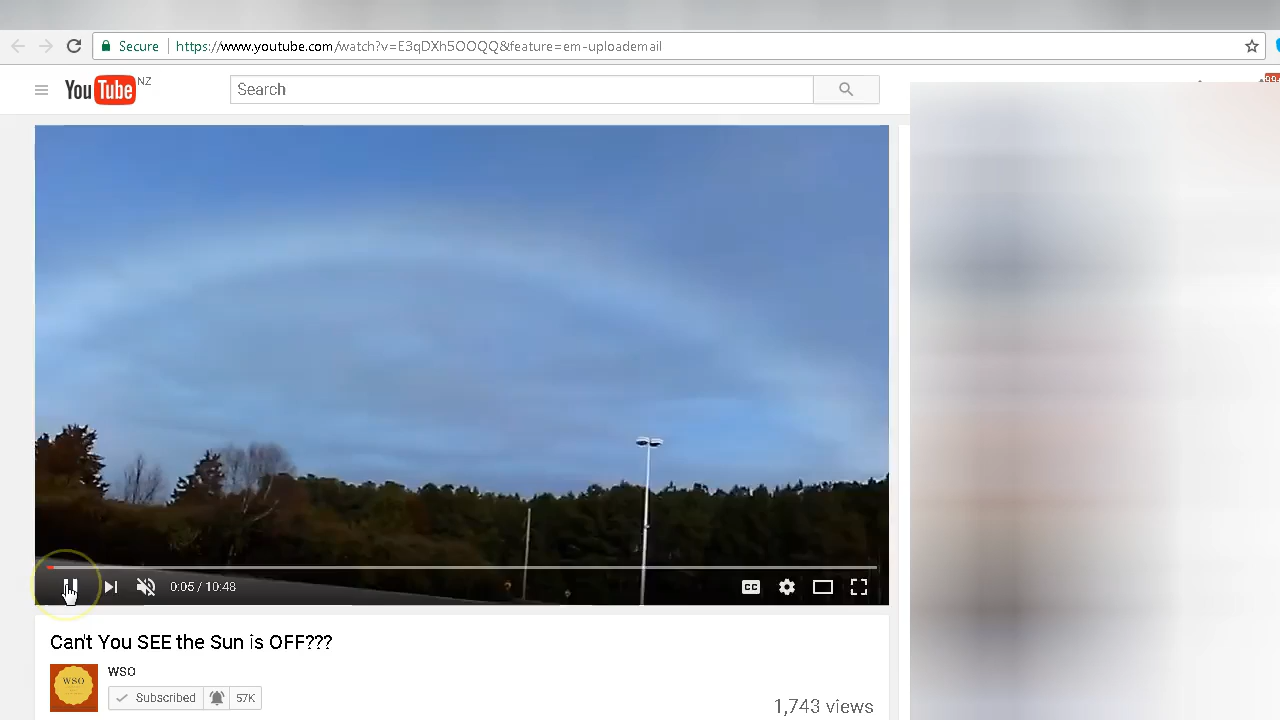 Secure https://www.youtube.com/watch?v=E3qDXh5OOQQ&feature=em-uploademail
YouTube NZ
Search
99+
0:05 / 10:48
CC
Can't You SEE the Sun is OFF???
WSO
WSO
Subscribed 57K
1,743 views